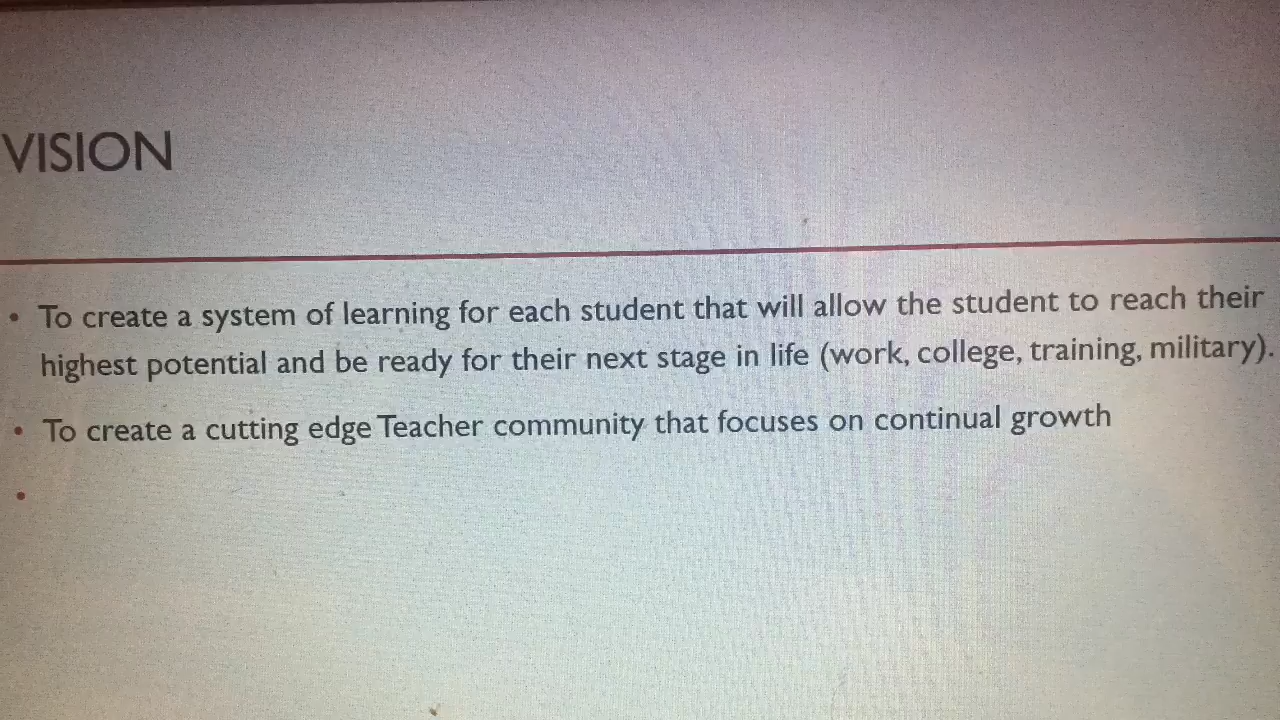 VISION
• To create a system of learning for each student that will allow the student to reach their
highest potential and be ready for their next stage in life (work, college, training, military).
• To create a cutting edge Teacher community that focuses on continual growth
•